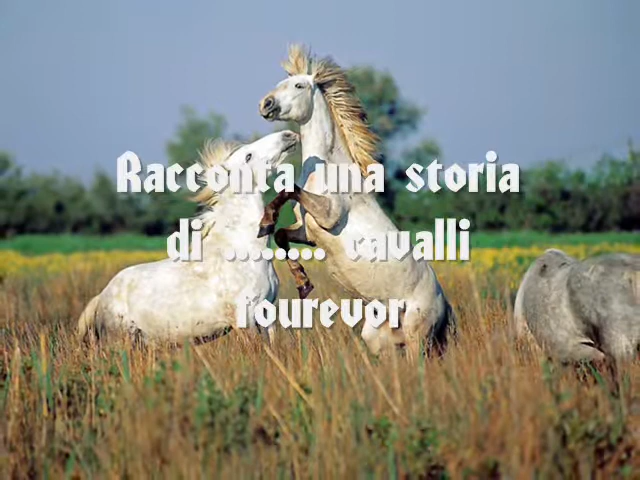 Racconta una storia
di ........ cavalli
fourevor